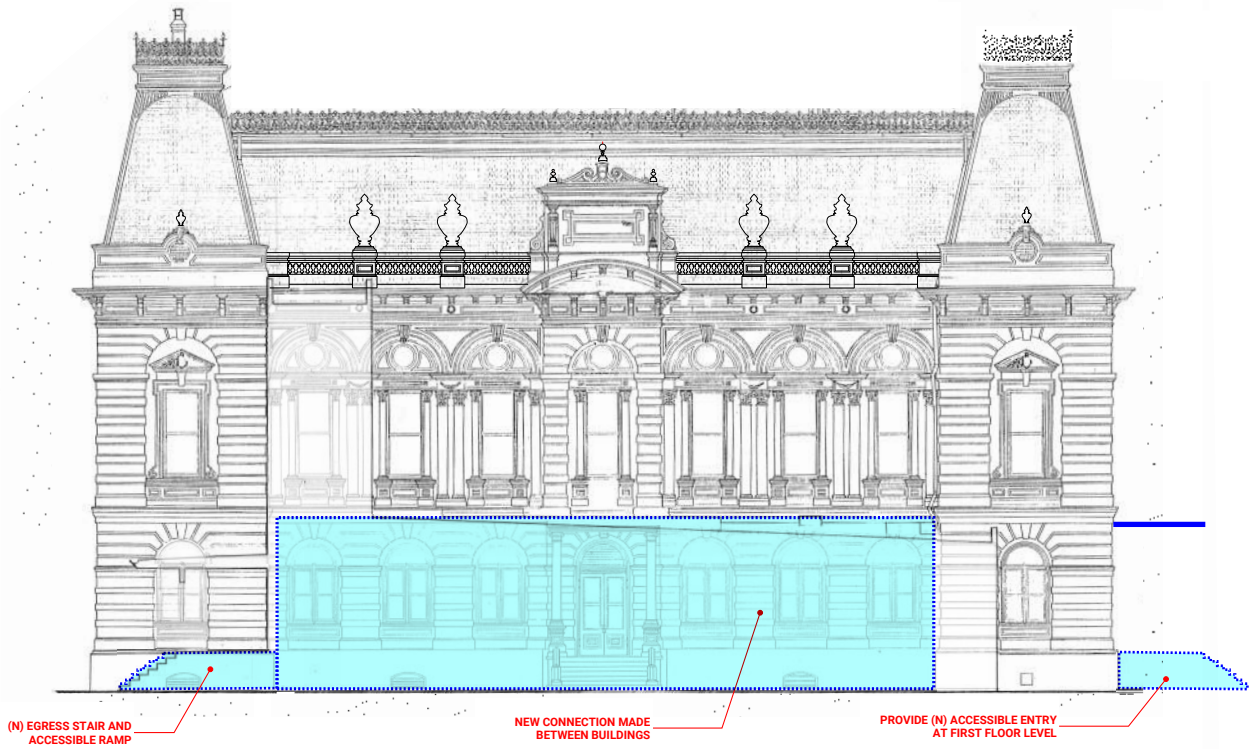 (N) EGRESS STAIR AND
ACCESSIBLE RAMP
NEW CONNECTION MADE
BETWEEN BUILDINGS
PROVIDE (N) ACCESSIBLE ENTRY
AT FIRST FLOOR LEVEL